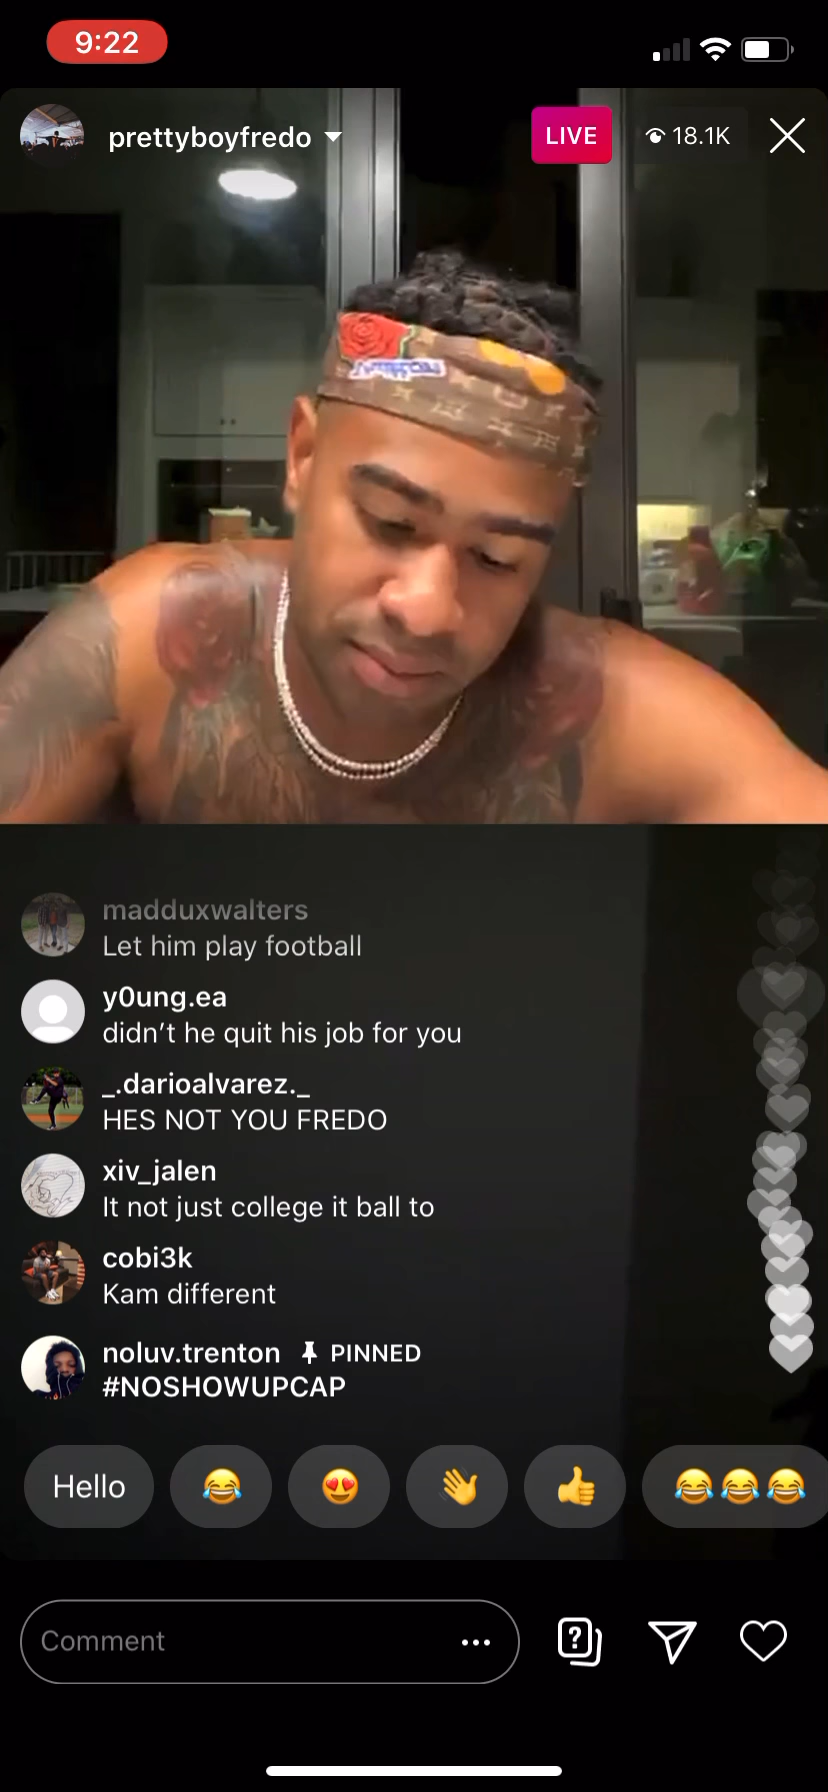 9:22
prettyboyfredo
LIVE
18.1K
madduxwalters
Let him play football
y0ung.ea
didn’t he quit his job for you
_.darioalvarez._
HES NOT YOU FREDO
xiv_jalen
It not just college it ball to
cobi3k
Kam different
noluv.trenton PINNED
#NOSHOWUPCAP
Hello 😂 😍 👋 👍 😂😂😂
Comment